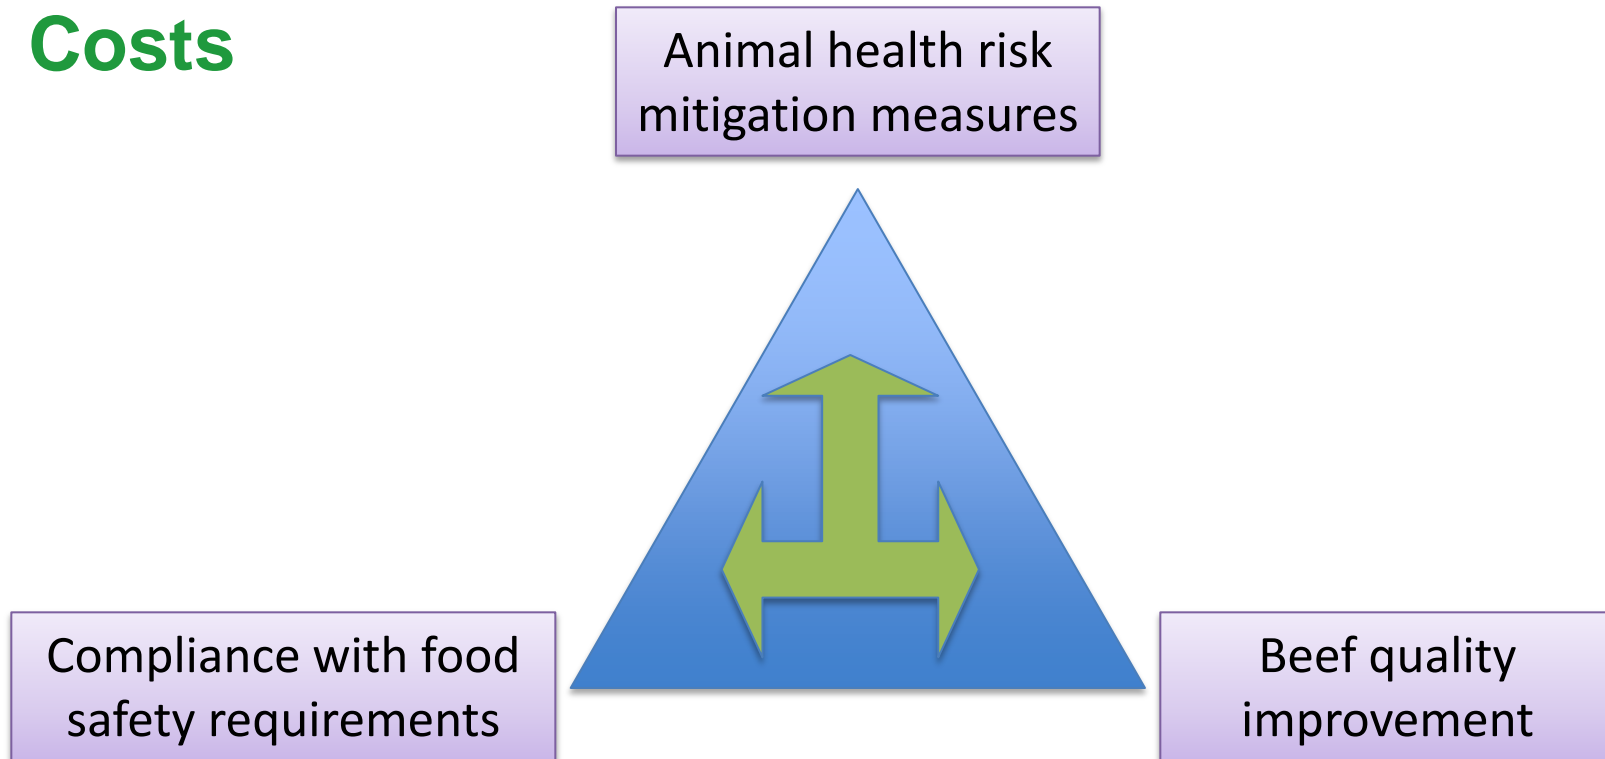 Costs
Animal health risk
mitigation measures
Compliance with food
safety requirements
Beef quality
improvement